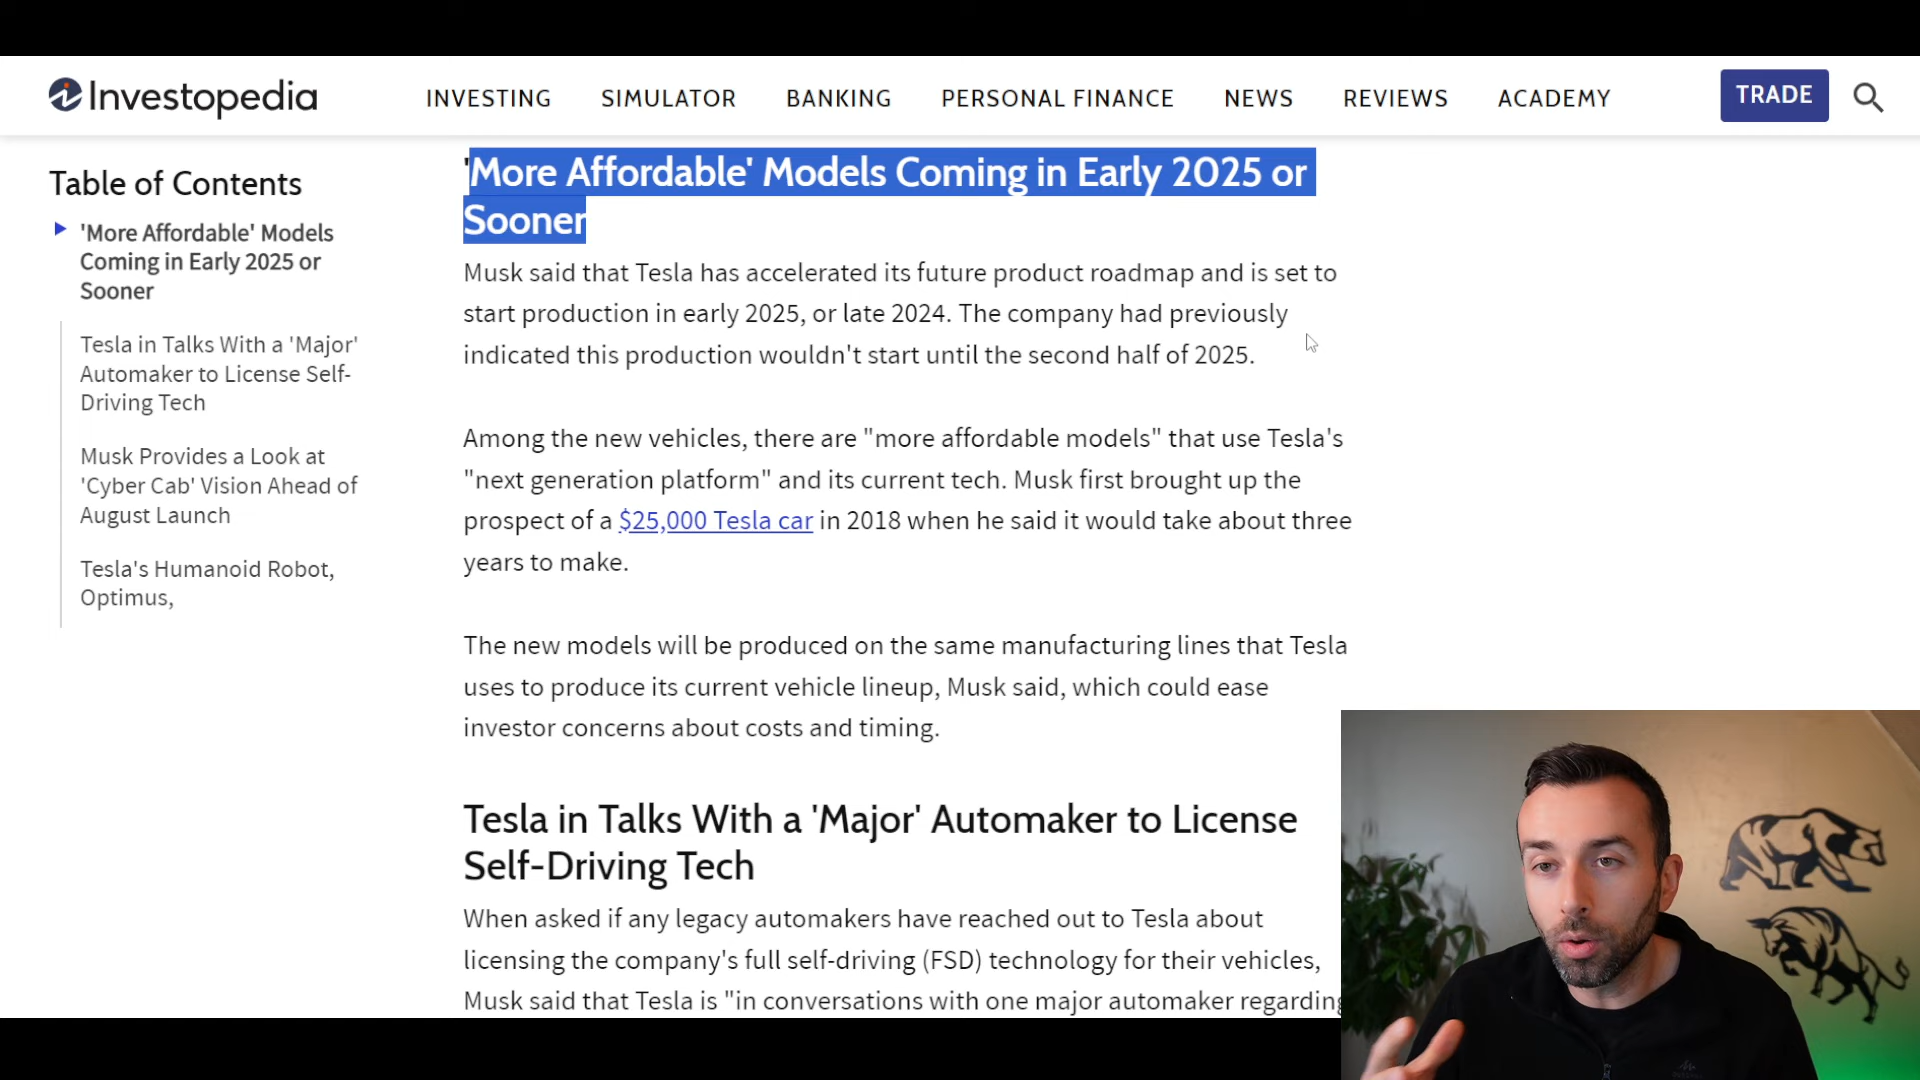 Investopedia
INVESTING SIMULATOR BANKING PERSONAL FINANCE NEWS REVIEWS ACADEMY TRADE
Table of Contents
'More Affordable' Models
Coming in Early 2025 or
Sooner
Tesla in Talks With a 'Major'
Automaker to License Self-
Driving Tech
Musk Provides a Look at
'Cyber Cab' Vision Ahead of
August Launch
Tesla's Humanoid Robot,
Optimus,
'More Affordable' Models Coming in Early 2025 or
Sooner
Musk said that Tesla has accelerated its future product roadmap and is set to
start production in early 2025, or late 2024. The company had previously
indicated this production wouldn't start until the second half of 2025.
Among the new vehicles, there are "more affordable models" that use Tesla's
"next generation platform" and its current tech. Musk first brought up the
prospect of a $25,000 Tesla car in 2018 when he said it would take about three
years to make.
The new models will be produced on the same manufacturing lines that Tesla
uses to produce its current vehicle lineup, Musk said, which could ease
investor concerns about costs and timing.
Tesla in Talks With a 'Major' Automaker to License
Self-Driving Tech
When asked if any legacy automakers have reached out to Tesla about
licensing the company's full self-driving (FSD) technology for their vehicles,
Musk said that Tesla is "in conversations with one major automaker regarding